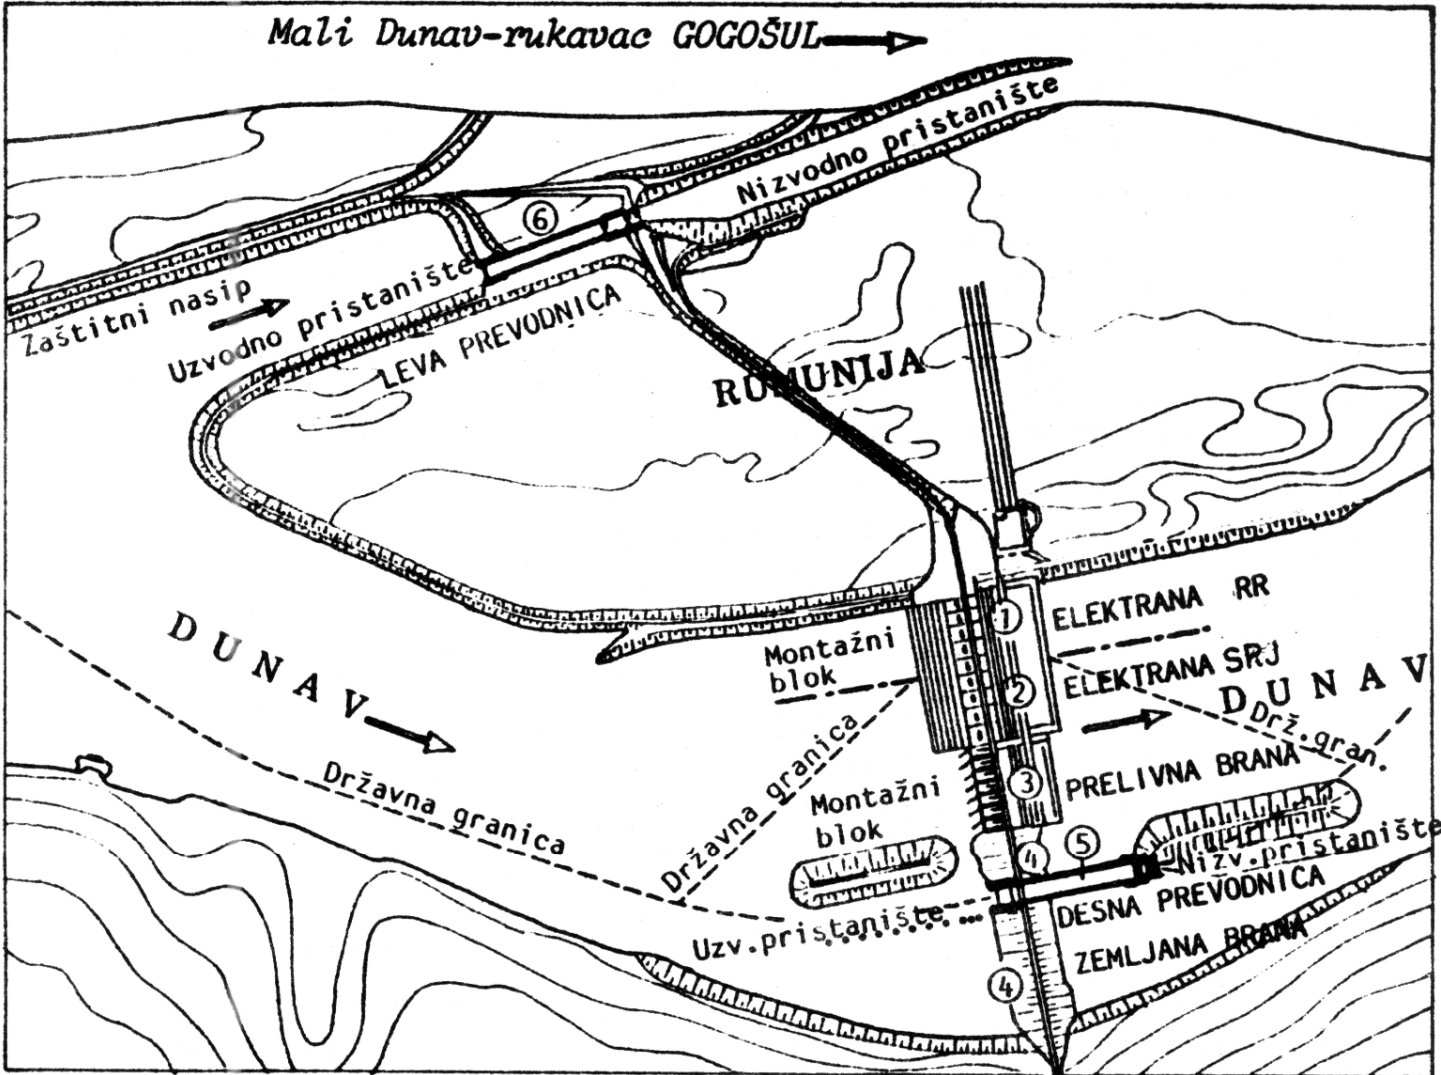 Mali Dunav-rukavac GOGOŠUL
Nizvodno pristanište
6
Zaštitni nasip
Uzvodno pristanište
LEVA PREVODNICA
RUMUNIJA
1
ELEKTRANA RR
Montažni
blok
2
ELEKTRANA SRJ
DUNAV
DUNAV
Drž.gran.
Državna granica
Državna granica
3
PRELIVNA BRANA
Montažni
blok
4
5
Nizv.pristanište
DESNA PREVODNICA
Uzv.pristanište
ZEMLJANA BRANA
4